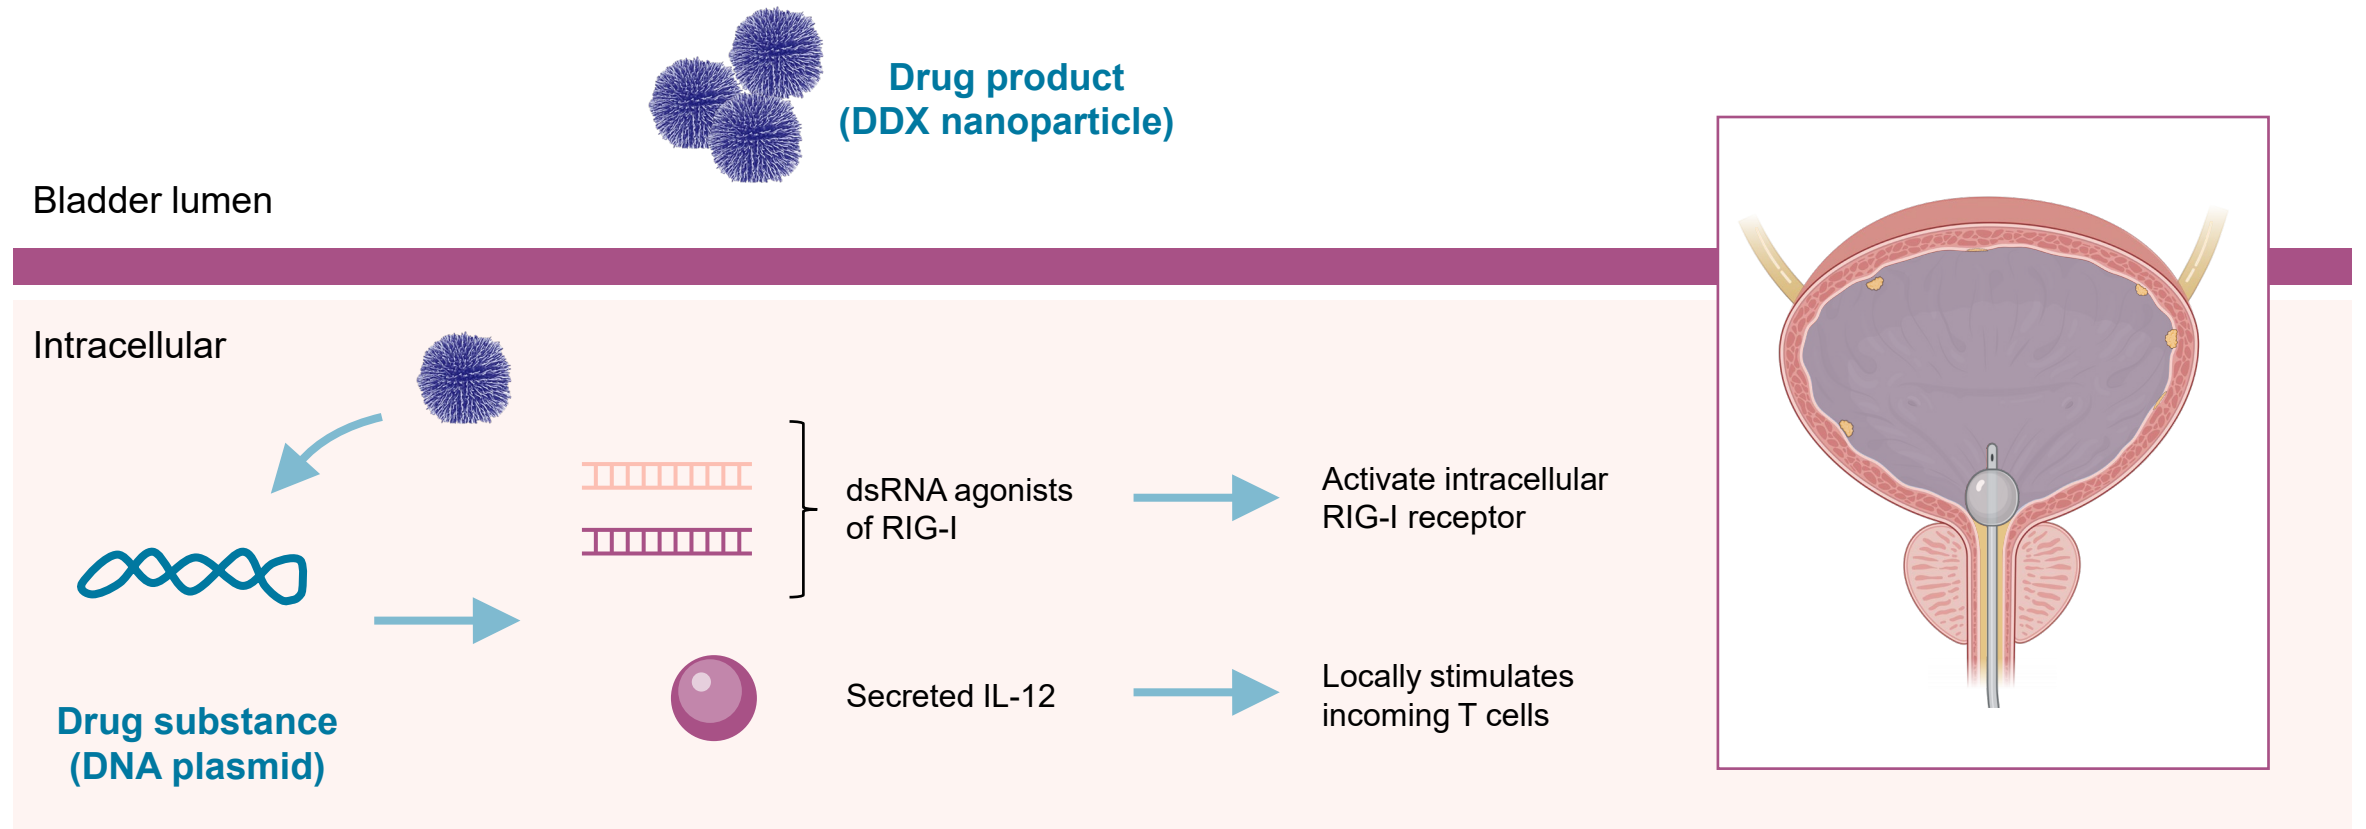 Drug product
(DDX nanoparticle)
Bladder lumen
Intracellular
dsRNA agonists
of RIG-I
Activate intracellular
RIG-I receptor
Secreted IL-12
Locally stimulates
incoming T cells
Drug substance
(DNA plasmid)